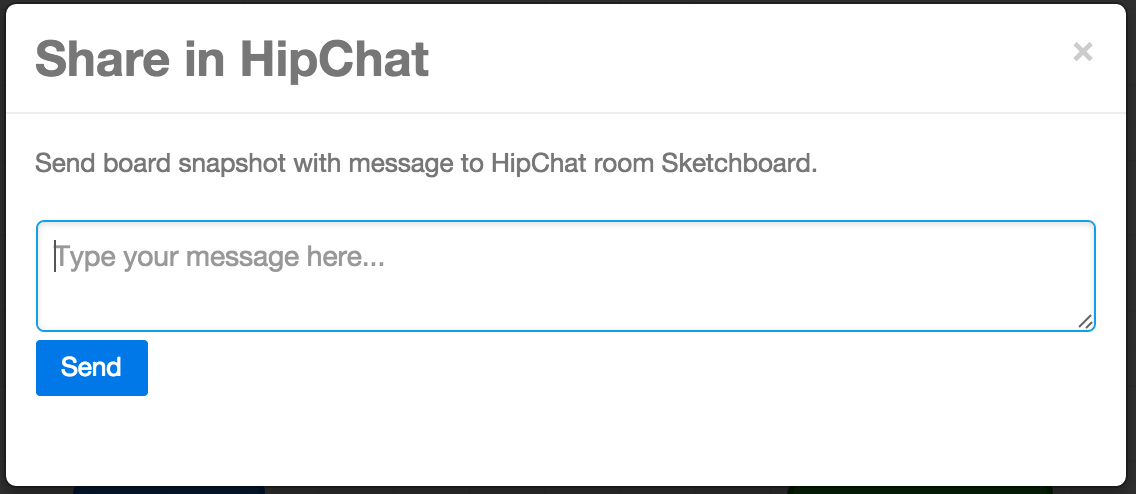 Share in HipChat
×
Send board snapshot with message to HipChat room Sketchboard.
Type your message here...
Send